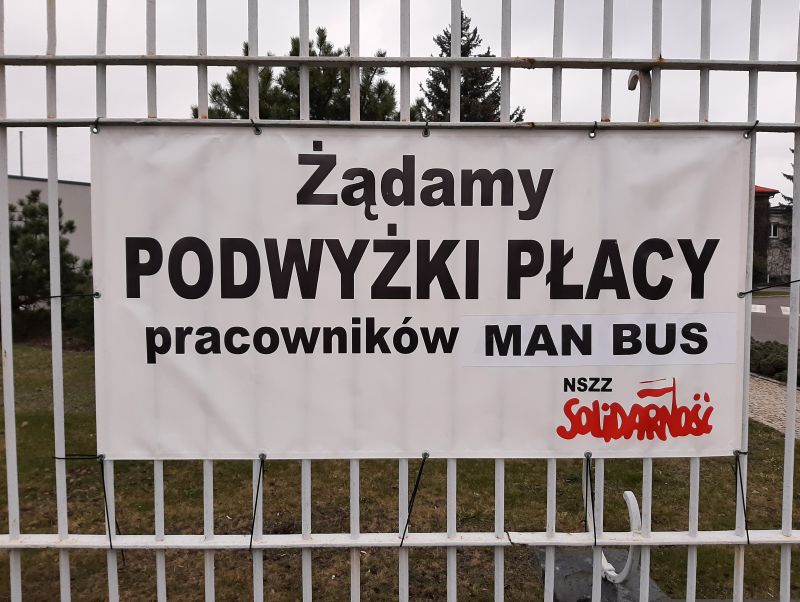 Żądamy
PODWYŻKI PŁACY
pracowników MAN BUS
NSZZ
SOLiDARNOŚĆ